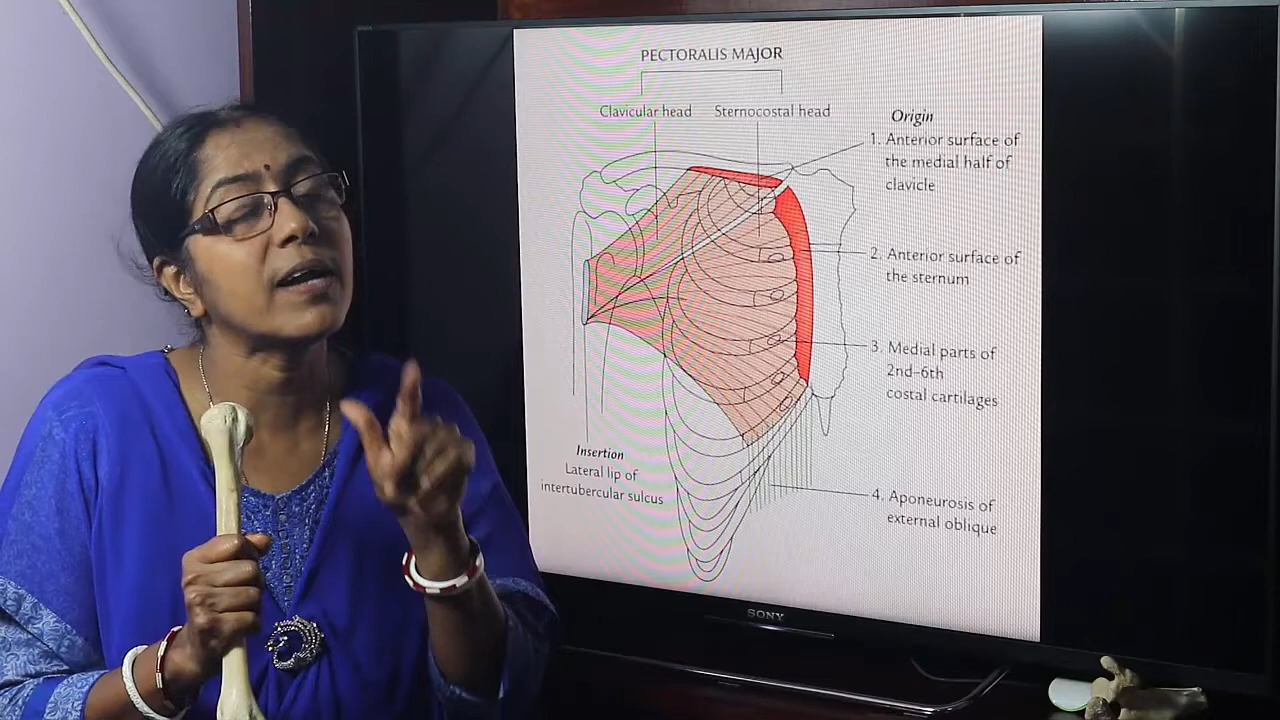 PECTORALIS MAJOR
Clavicular head
Sternocostal head
Origin
1. Anterior surface of
the medial half of
clavicle
2. Anterior surface of
the sternum
3. Medial parts of
2nd–6th
costal cartilages
4. Aponeurosis of
external oblique
Insertion
Lateral lip of
intertubercular sulcus
SONY